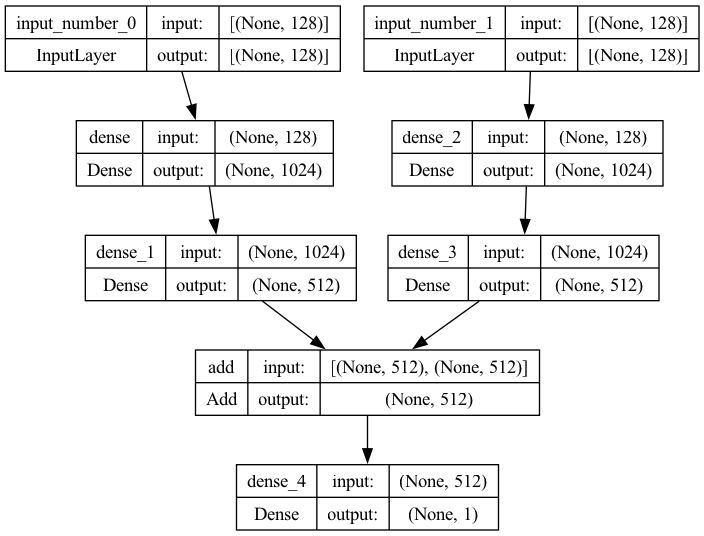 input_number_0 input: [(None, 128)]
InputLayer output: [(None, 128)]
input_number_1 input: [(None, 128)]
InputLayer output: [(None, 128)]
dense input: (None, 128)
Dense output: (None, 1024)
dense_2 input: (None, 128)
Dense output: (None, 1024)
dense_1 input: (None, 1024)
Dense output: (None, 512)
dense_3 input: (None, 1024)
Dense output: (None, 512)
add input: [(None, 512), (None, 512)]
Add output: (None, 512)
dense_4 input: (None, 512)
Dense output: (None, 1)